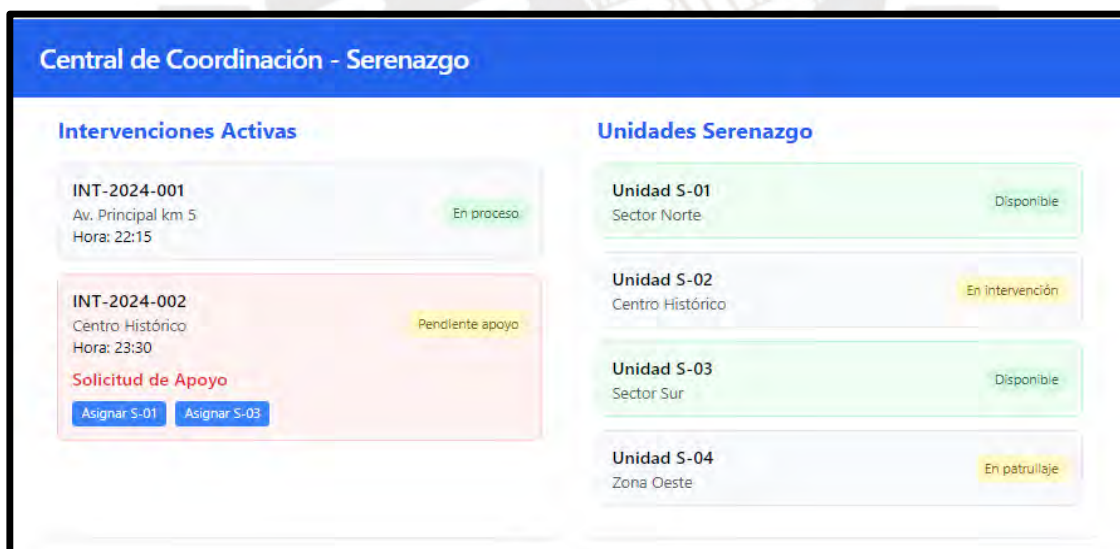 Central de Coordinación - Serenazgo
Intervenciones Activas
INT-2024-001
Av. Principal km 5
Hora: 22:15
En proceso
INT-2024-002
Centro Histórico
Hora: 23:30
Pendiente apoyo
Solicitud de Apoyo
Asignar S-01
Asignar S-03
Unidades Serenazgo
Unidad S-01
Sector Norte
Disponible
Unidad S-02
Centro Histórico
En intervención
Unidad S-03
Sector Sur
Disponible
Unidad S-04
Zona Oeste
En patrullaje